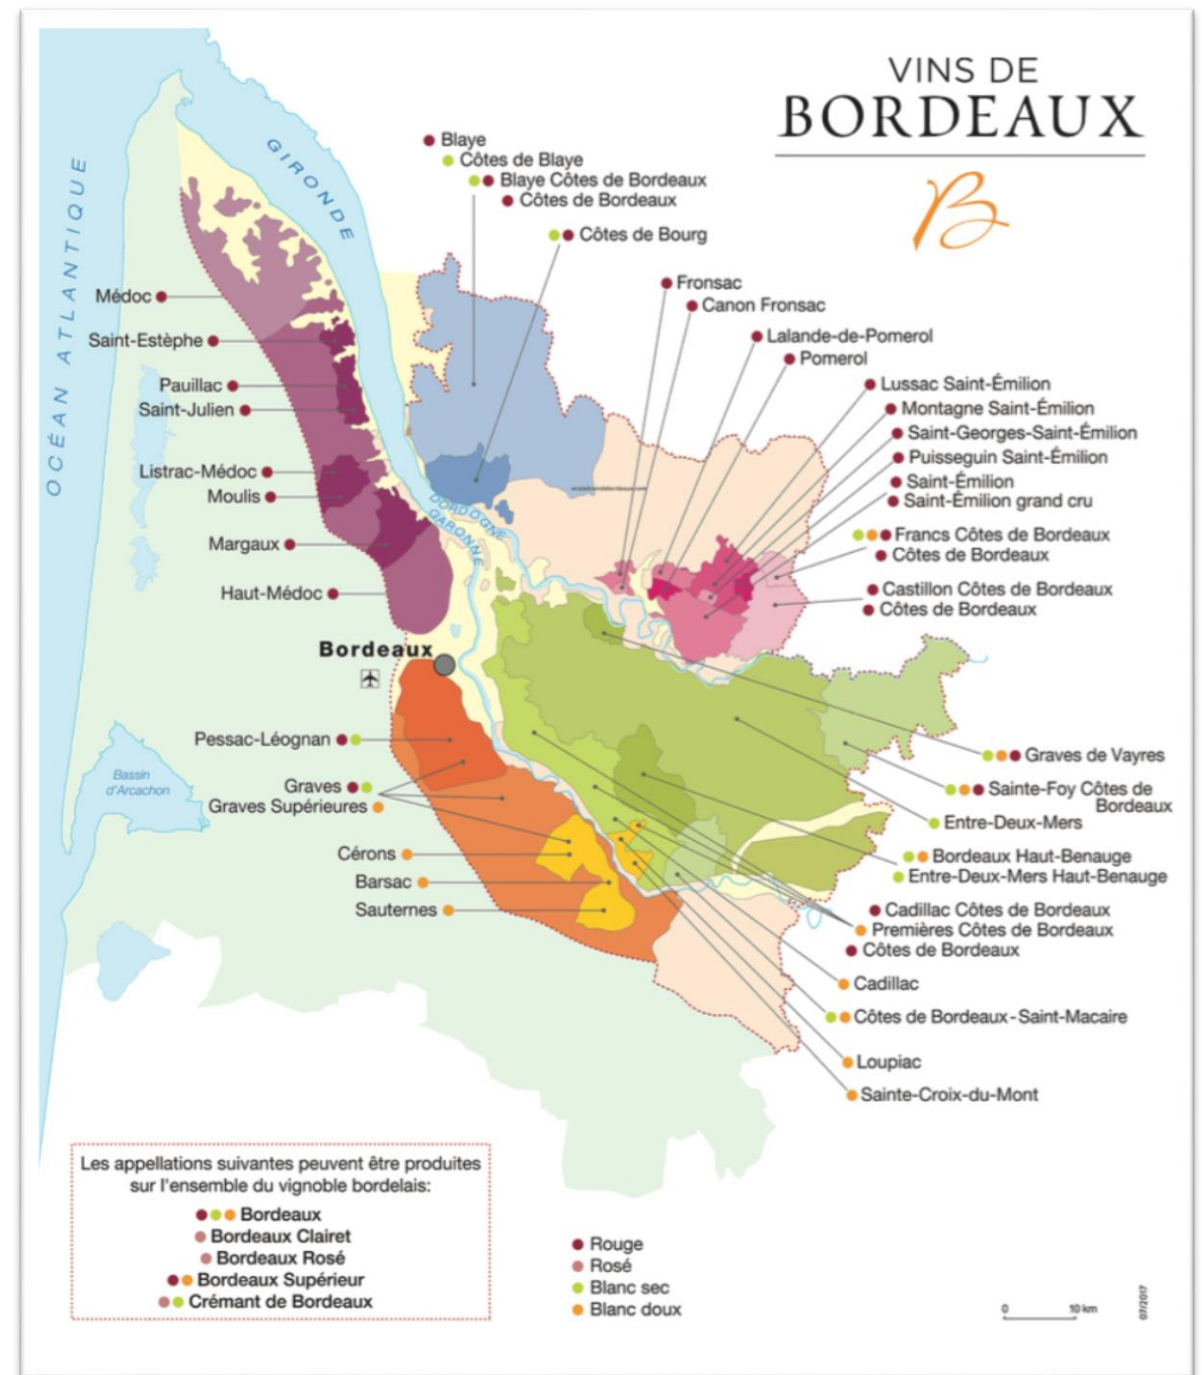 VINS DE
BORDEAUX
B
OCÉAN ATLANTIQUE
GIRONDE
Blaye
Côtes de Blaye
Blaye Côtes de Bordeaux
Côtes de Bordeaux
Côtes de Bourg
Fronsac
Canon Fronsac
Lalande-de-Pomerol
Pomerol
Lussac Saint-Émilion
Montagne Saint-Émilion
Saint-Georges-Saint-Émilion
Puisseguin Saint-Émilion
Saint-Émilion
Saint-Émilion grand cru
Francs Côtes de Bordeaux
Côtes de Bordeaux
Castillon Côtes de Bordeaux
Côtes de Bordeaux
Médoc
Saint-Estèphe
Pauillac
Saint-Julien
Listrac-Médoc
Moulis
Margaux
Haut-Médoc
DORDOGNE
GARONNE
Bordeaux
Pessac-Léognan
Graves
Graves Supérieures
Cérons
Barsac
Sauternes
Bassin
d'Arcachon
Graves de Vayres
Sainte-Foy Côtes de
Bordeaux
Entre-Deux-Mers
Bordeaux Haut-Benauge
Entre-Deux-Mers Haut-Benauge
Cadillac Côtes de Bordeaux
Premières Côtes de Bordeaux
Côtes de Bordeaux
Cadillac
Côtes de Bordeaux-Saint-Macaire
Loupiac
Sainte-Croix-du-Mont
Les appellations suivantes peuvent être produites
sur l'ensemble du vignoble bordelais:
Bordeaux
Bordeaux Clairet
Bordeaux Rosé
Bordeaux Supérieur
Crémant de Bordeaux
Rouge
Rosé
Blanc sec
Blanc doux
0 10 km
07/2017